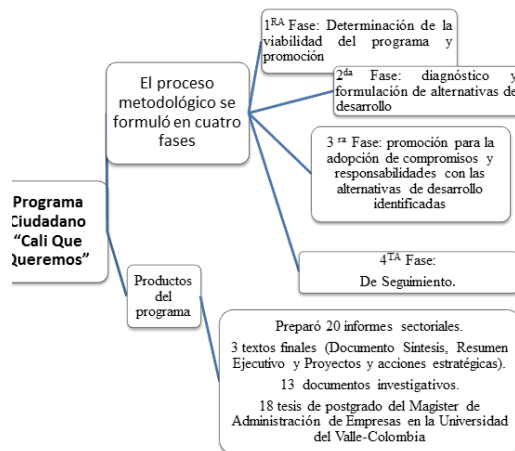 1RA Fase: Determinación de la
viabilidad del programa y
promoción
El proceso
metodológico se
formuló en cuatro
fases
2da Fase: diagnóstico y
formulación de alternativas de
desarrollo
3 ra Fase: promoción para la
adopción de compromisos y
responsabilidades con las
alternativas de desarrollo
identificadas
4TA Fase:
De Seguimiento.
Programa
Ciudadano
“Cali Que
Queremos”
Productos
del
programa
Preparó 20 informes sectoriales.
3 textos finales (Documento Sintesis, Resumen
Ejecutivo y Proyectos y acciones estratégicas).
13 documentos investigativos.
18 tesis de postgrado del Magister de
Administración de Empresas en la Universidad
del Valle-Colombia